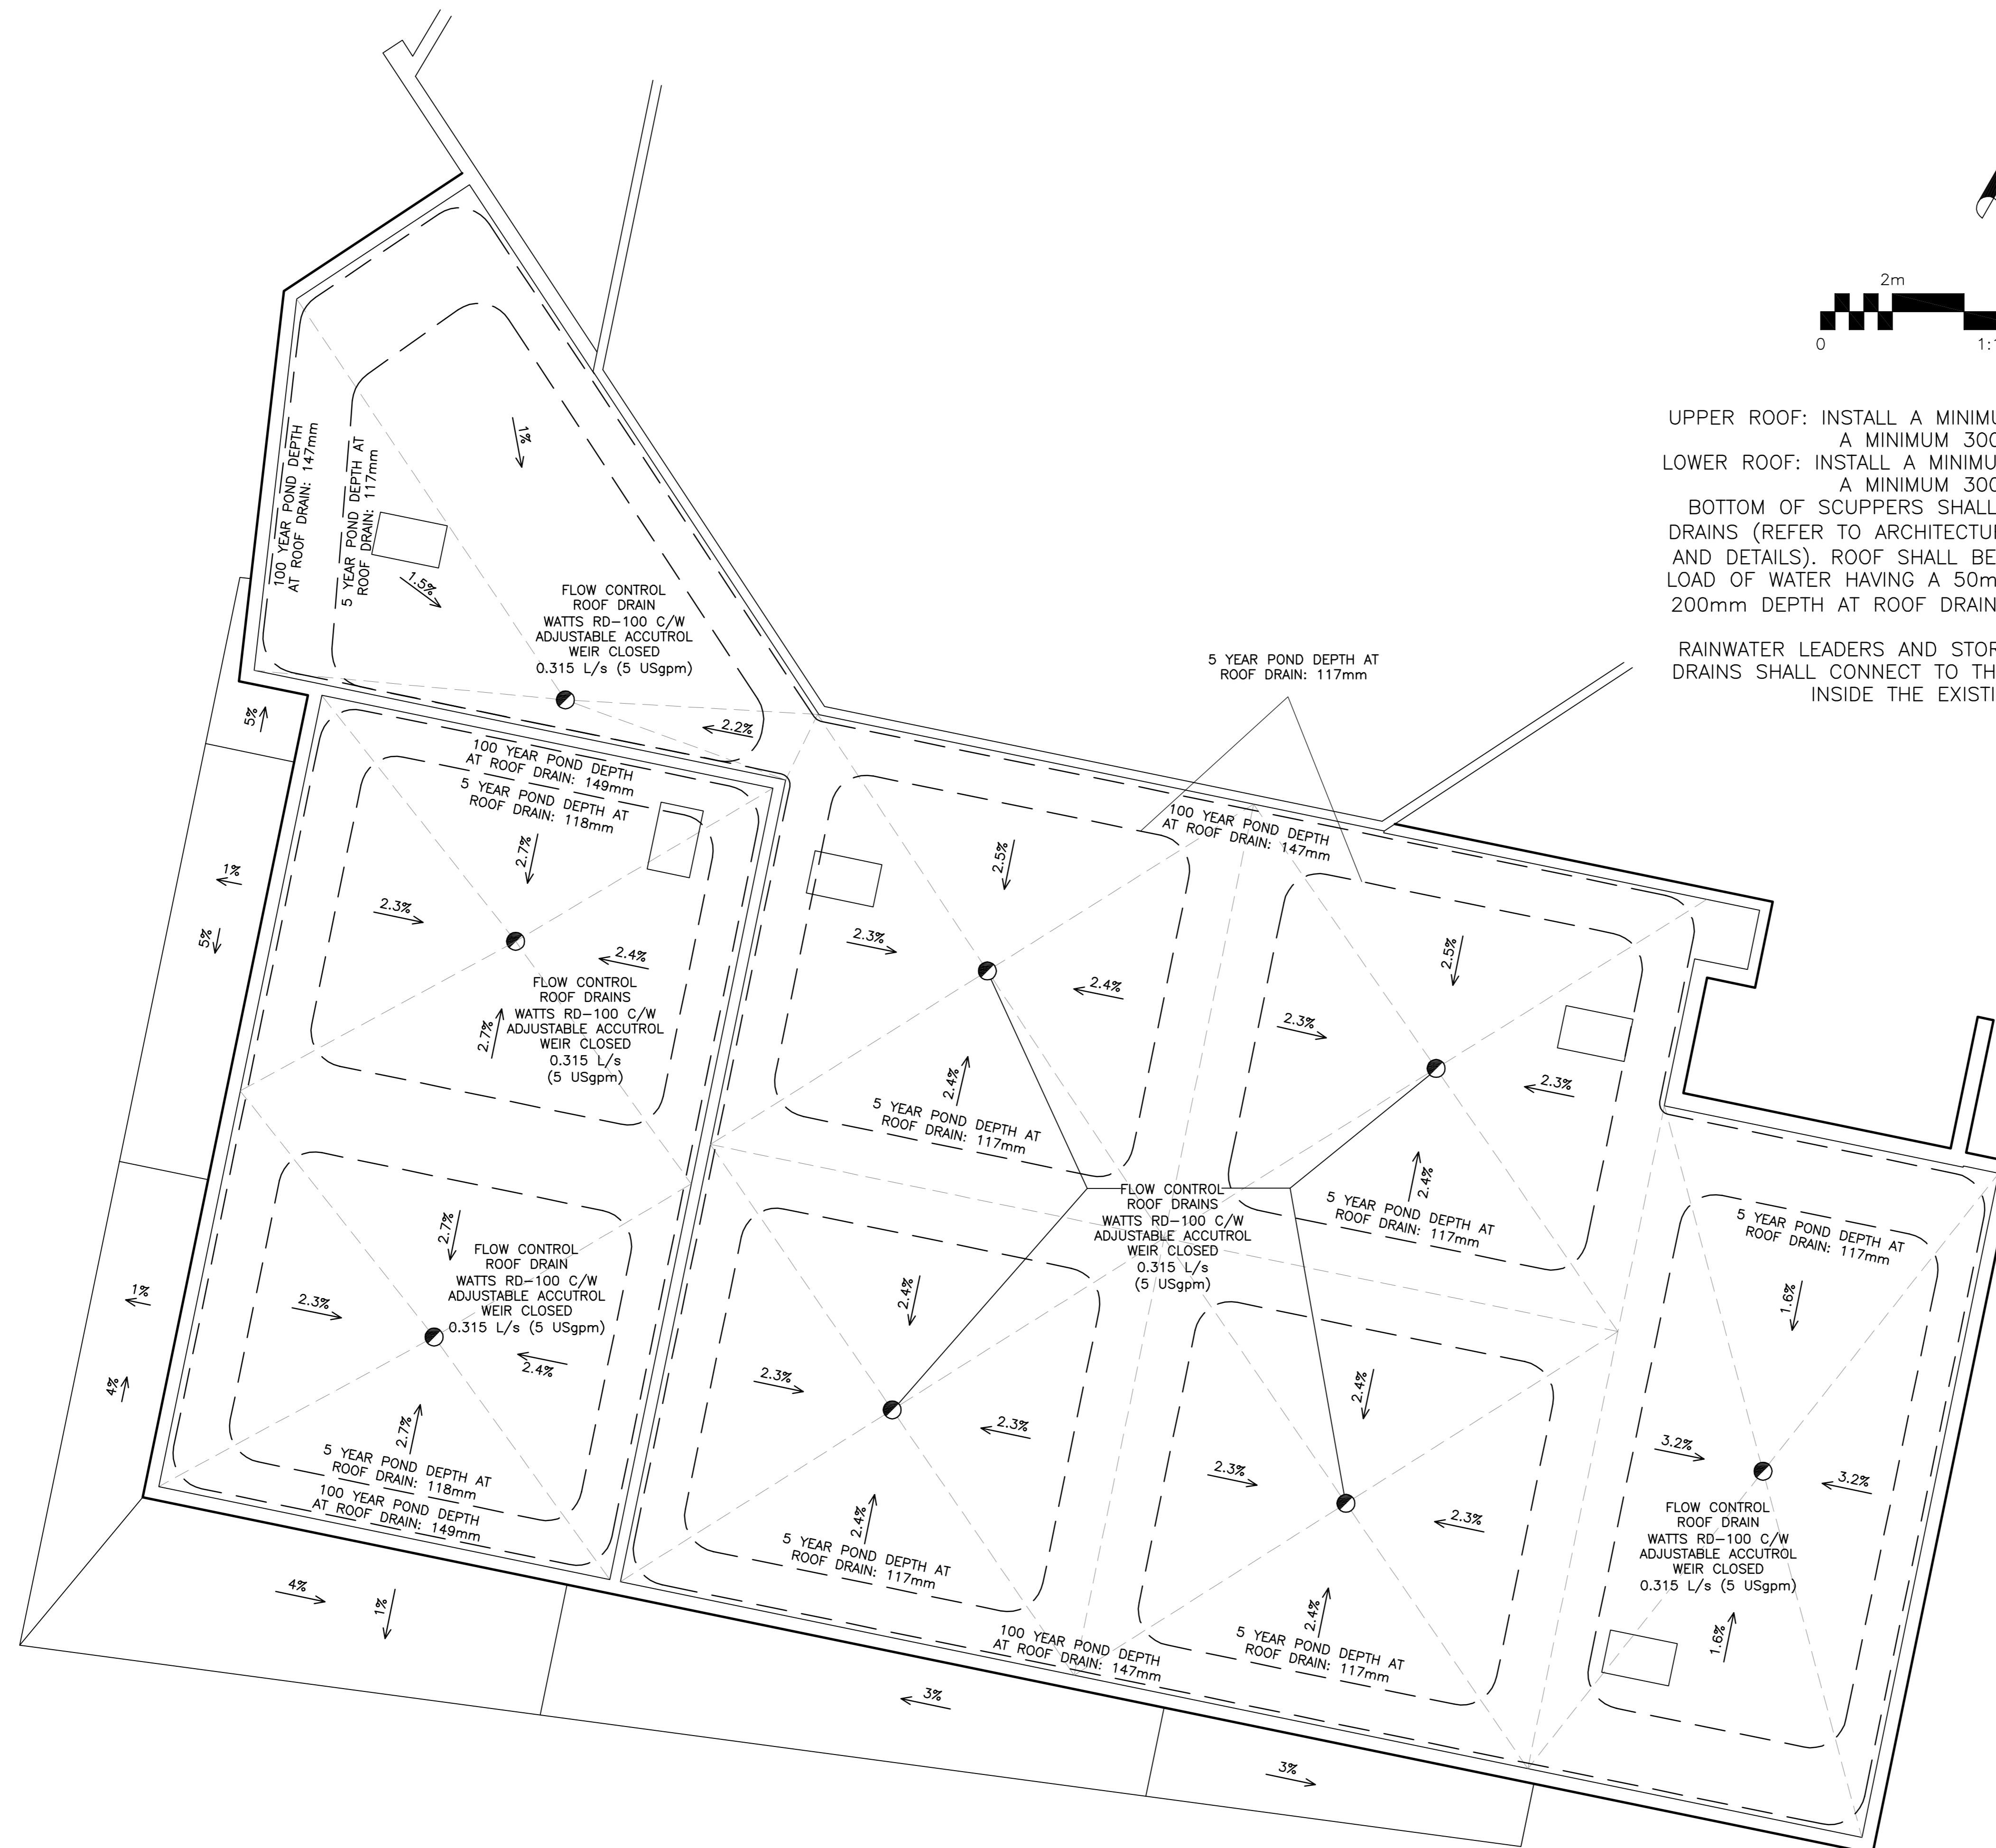 2m
0
1:1
UPPER ROOF: INSTALL A MINIMU
A MINIMUM 300
LOWER ROOF: INSTALL A MINIMU
A MINIMUM 300
BOTTOM OF SCUPPERS SHALL
DRAINS (REFER TO ARCHITECTU
AND DETAILS). ROOF SHALL BE
LOAD OF WATER HAVING A 50m
200mm DEPTH AT ROOF DRAIN
RAINWATER LEADERS AND STOR
DRAINS SHALL CONNECT TO TH
INSIDE THE EXISTI
100 YEAR POND DEPTH
AT ROOF DRAIN: 147mm
5 YEAR POND DEPTH AT
ROOF DRAIN: 117mm
1%
1.5%
FLOW CONTROL
ROOF DRAIN
WATTS RD-100 C/W
ADJUSTABLE ACCUTROL
WEIR CLOSED
0.315 L/s (5 USgpm)
2.2%
5%
5 YEAR POND DEPTH AT
ROOF DRAIN: 117mm
100 YEAR POND DEPTH
AT ROOF DRAIN: 149mm
5 YEAR POND DEPTH AT
ROOF DRAIN: 118mm
2.7%
2.3%
2.4%
2.7%
FLOW CONTROL
ROOF DRAINS
WATTS RD-100 C/W
ADJUSTABLE ACCUTROL
WEIR CLOSED
0.315 L/s
(5 USgpm)
1%
5%
100 YEAR POND DEPTH
AT ROOF DRAIN: 147mm
2.5%
2.3%
2.4%
2.4%
5 YEAR POND DEPTH AT
ROOF DRAIN: 117mm
2.5%
2.3%
2.3%
2.4%
5 YEAR POND DEPTH AT
ROOF DRAIN: 117mm
FLOW CONTROL
ROOF DRAINS
WATTS RD-100 C/W
ADJUSTABLE ACCUTROL
WEIR CLOSED
0.315 L/s
(5 USgpm)
5 YEAR POND DEPTH AT
ROOF DRAIN: 117mm
1.6%
3.2%
3.2%
FLOW CONTROL
ROOF DRAIN
WATTS RD-100 C/W
ADJUSTABLE ACCUTROL
WEIR CLOSED
0.315 L/s (5 USgpm)
1.6%
2.7%
FLOW CONTROL
ROOF DRAIN
WATTS RD-100 C/W
ADJUSTABLE ACCUTROL
WEIR CLOSED
0.315 L/s (5 USgpm)
2.3%
2.4%
2.7%
5 YEAR POND DEPTH AT
ROOF DRAIN: 118mm
100 YEAR POND DEPTH
AT ROOF DRAIN: 149mm
1%
4%
2.4%
2.3%
2.3%
2.4%
5 YEAR POND DEPTH AT
ROOF DRAIN: 117mm
2.4%
2.3%
2.3%
2.4%
5 YEAR POND DEPTH AT
ROOF DRAIN: 117mm
100 YEAR POND DEPTH
AT ROOF DRAIN: 147mm
4%
1%
3%
3%